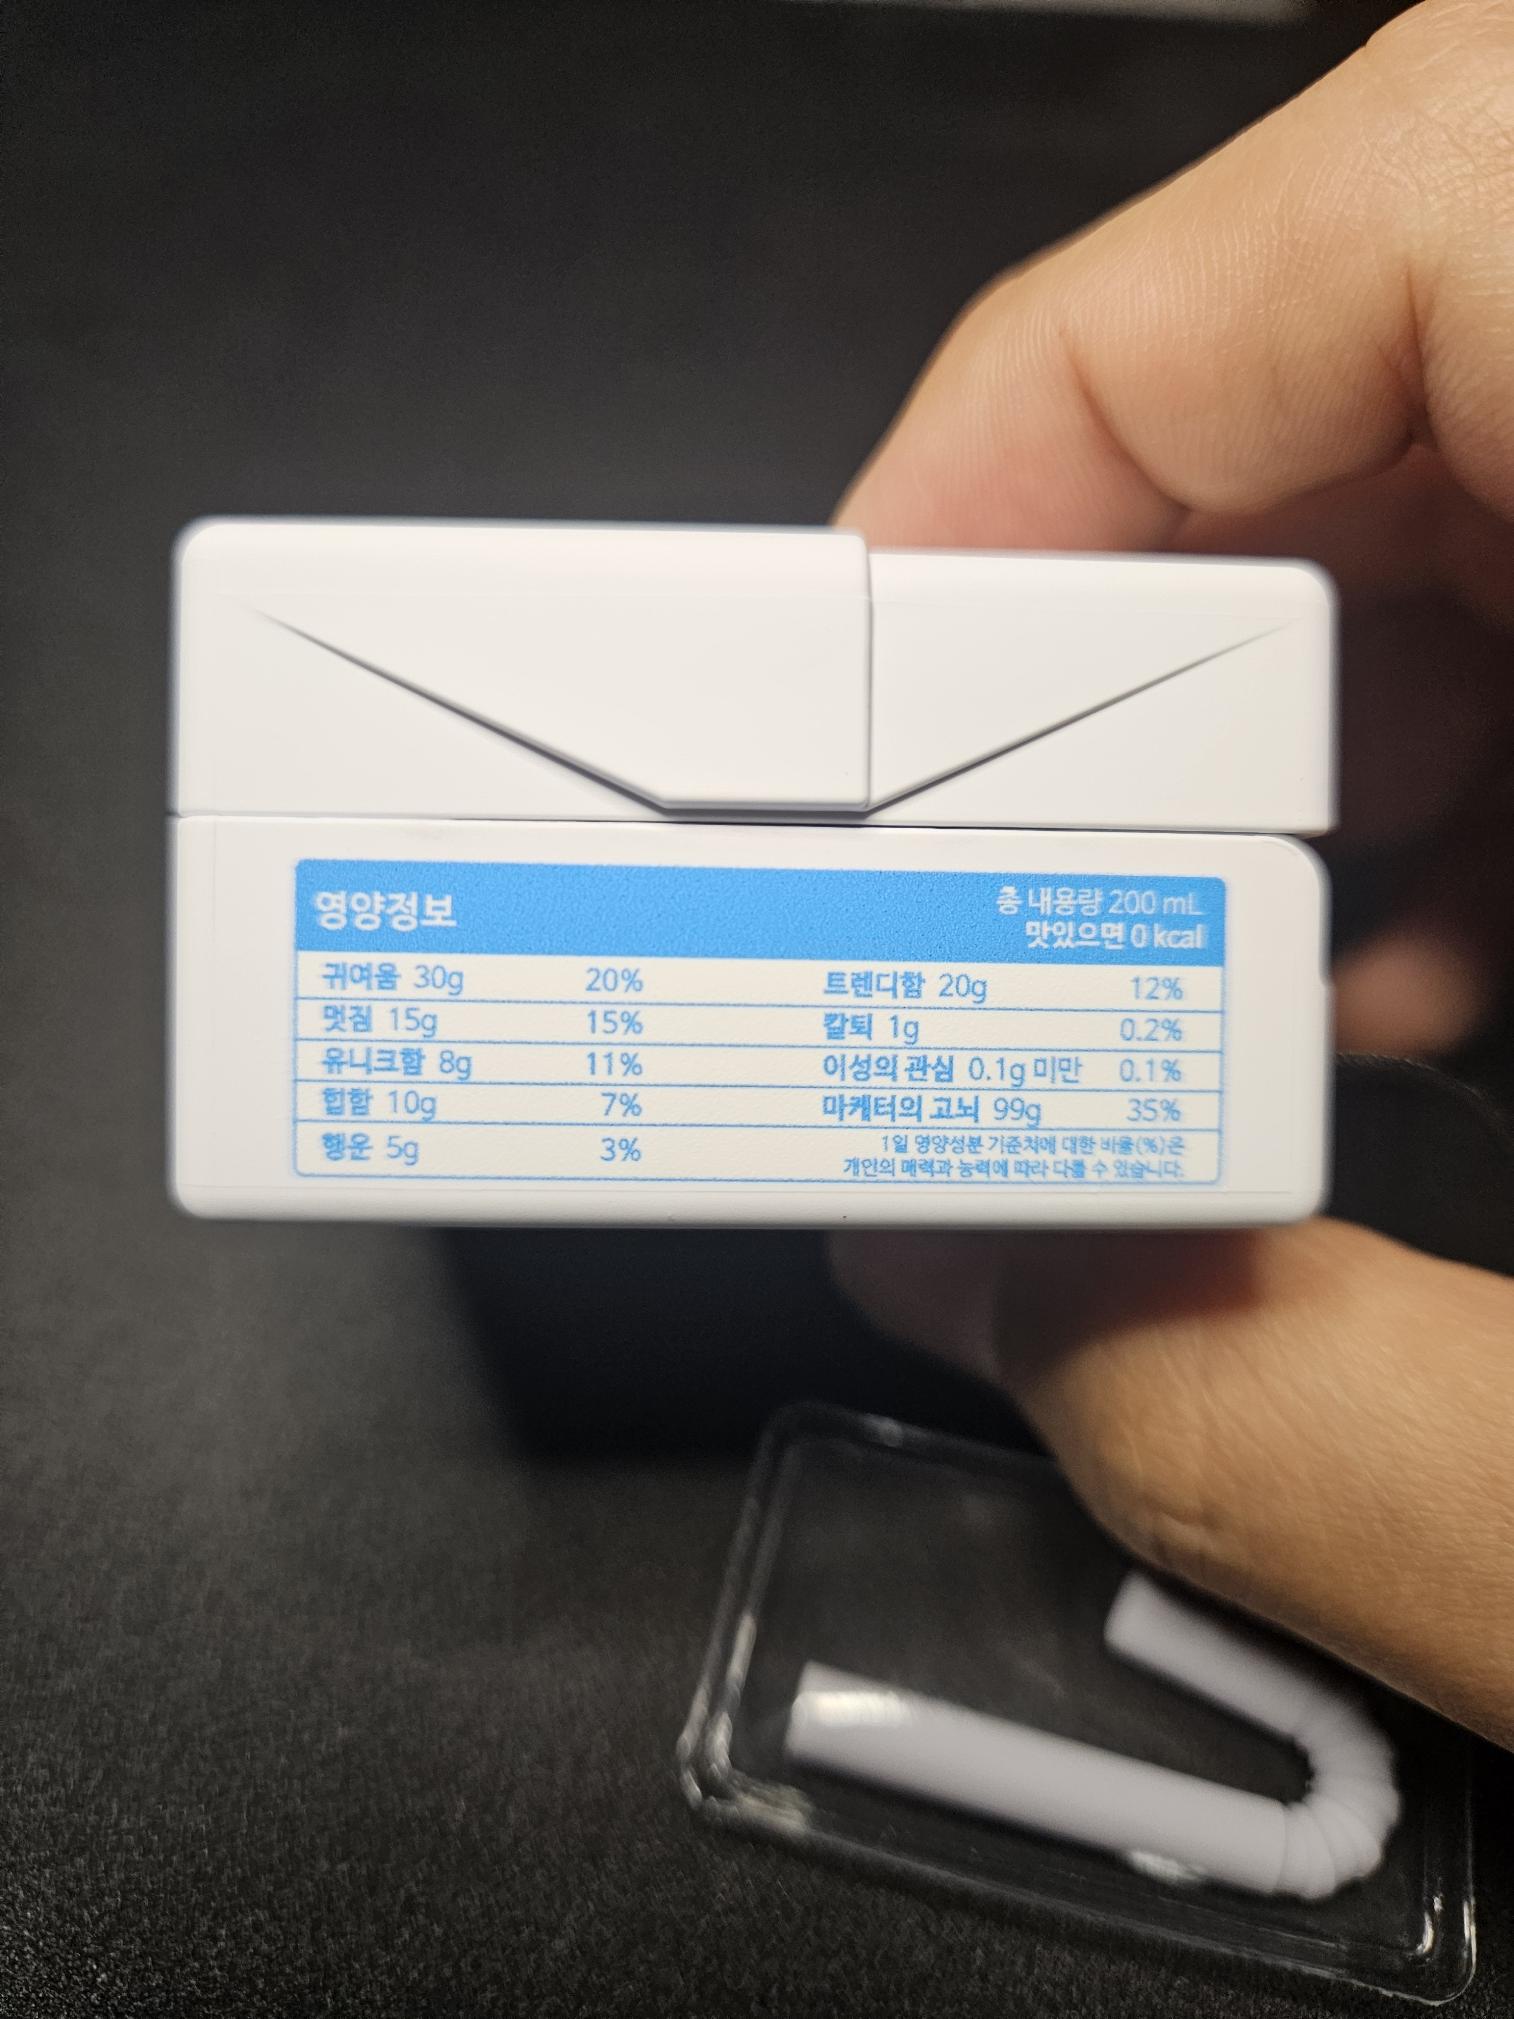 영양정보
총 내용량 200 mL
맛있으면 0 kcal
귀여움 30g 20%
멋짐 15g 15%
유니크함 8g 11%
힙함 10g 7%
행운 5g 3%
트렌디함 20g 12%
칼퇴 1g 0.2%
이성의 관심 0.1g 미만 0.1%
마케터의 고뇌 99g 35%
1일 영양성분 기준치에 대한 비율(%)은
개인의 매력과 능력에 따라 다를 수 있습니다.